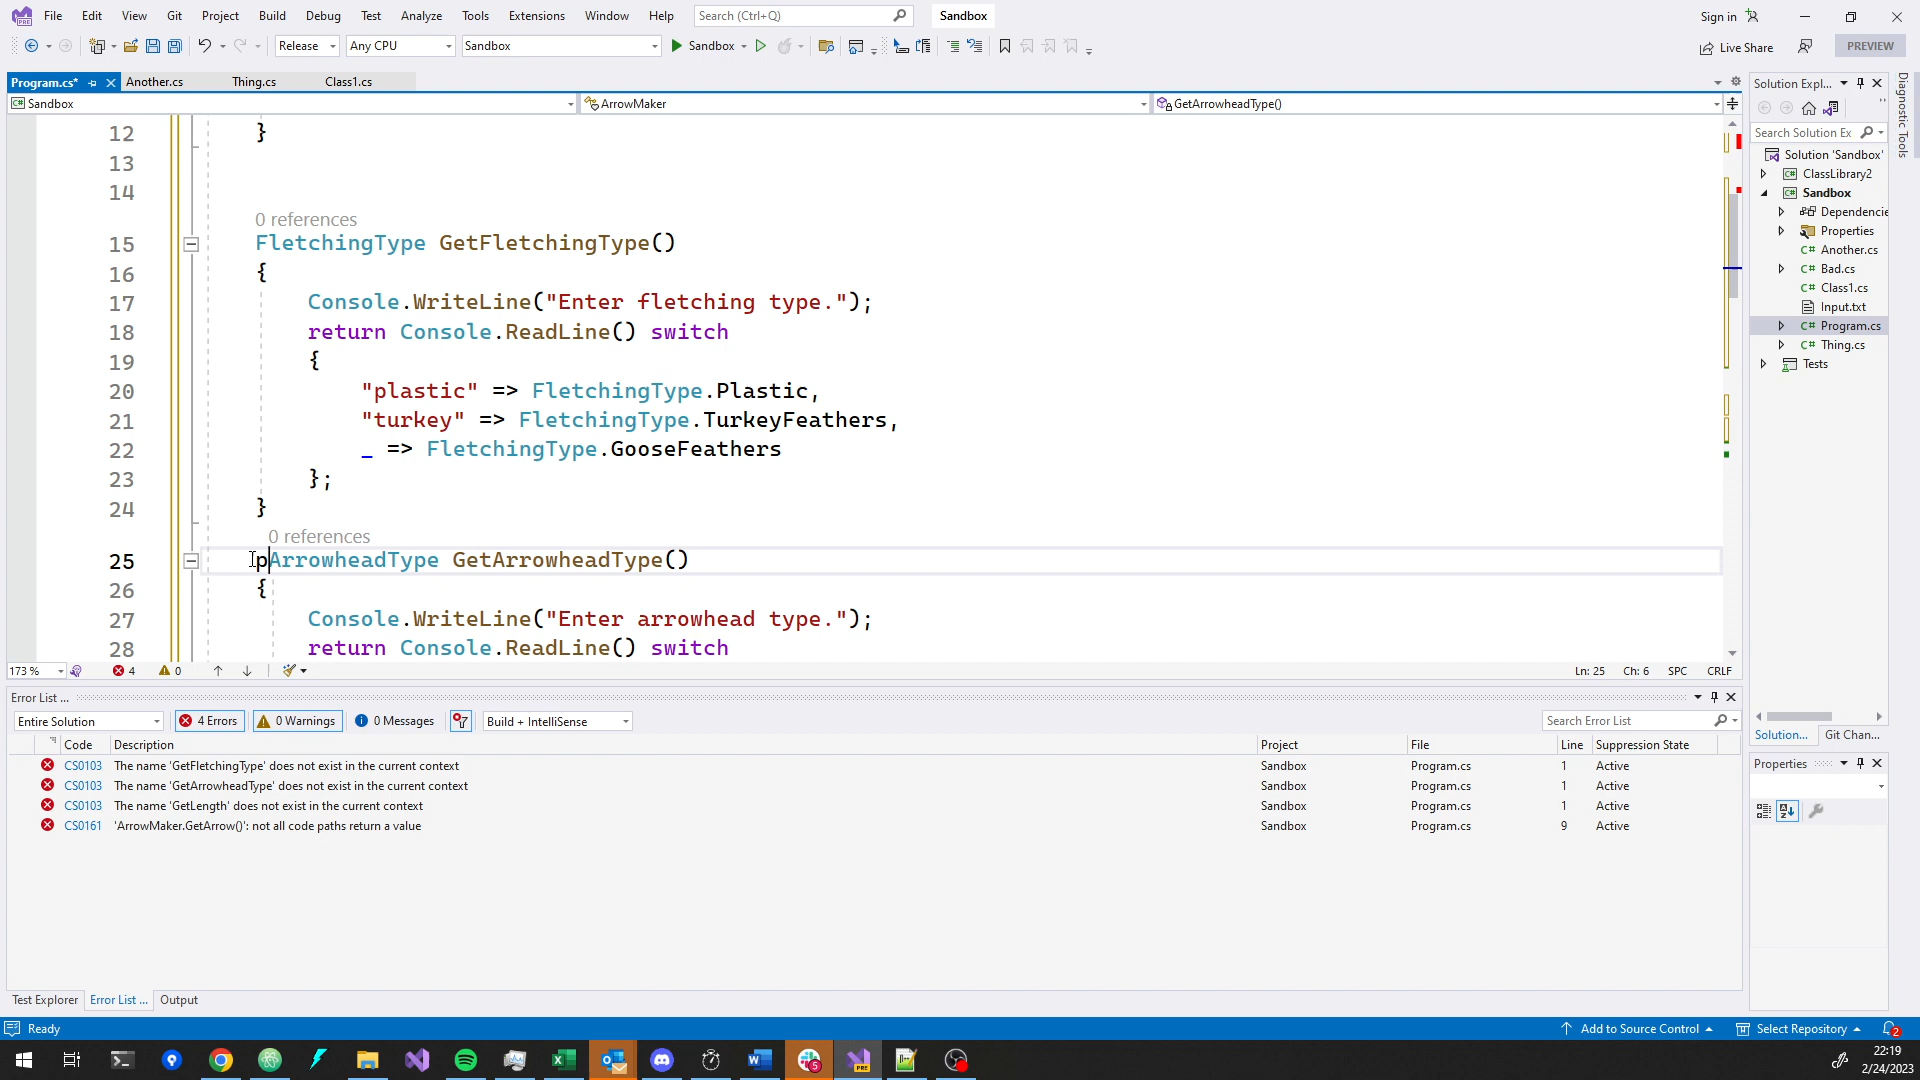 File Edit View Git Project Build Debug Test Analyze Tools Extensions Window Help Search (Ctrl+Q) Sandbox Sign in
Release Any CPU Sandbox Sandbox Live Share PREVIEW
Program.cs* Another.cs Thing.cs Class1.cs
Sandbox ArrowMaker GetArrowheadType()
12 }
13
14
0 references
15 FletchingType GetFletchingType()
16 {
17 Console.WriteLine("Enter fletching type.");
18 return Console.ReadLine() switch
19 {
20 "plastic" => FletchingType.Plastic,
21 "turkey" => FletchingType.TurkeyFeathers,
22 _ => FletchingType.GooseFeathers
23 };
24 }
0 references
25 pArrowheadType GetArrowheadType()
26 {
27 Console.WriteLine("Enter arrowhead type.");
28 return Console.ReadLine() switch
173 % 4 0 Ln: 25 Ch: 6 SPC CRLF
Error List ...
Entire Solution 4 Errors 0 Warnings 0 Messages Build + IntelliSense Search Error List
Code Description Project File Line Suppression State
CS0103 The name 'GetFletchingType' does not exist in the current context Sandbox Program.cs 1 Active
CS0103 The name 'GetArrowheadType' does not exist in the current context Sandbox Program.cs 1 Active
CS0103 The name 'GetLength' does not exist in the current context Sandbox Program.cs 1 Active
CS0161 'ArrowMaker.GetArrow()': not all code paths return a value Sandbox Program.cs 9 Active
Test Explorer Error List ... Output
Solution Expl...
Search Solution Ex
Solution 'Sandbox'
C# ClassLibrary2
C# Sandbox
Dependencie
Properties
C# Another.cs
C# Bad.cs
C# Class1.cs
Input.txt
C# Program.cs
C# Thing.cs
Tests
Solution... Git Chan...
Properties
Diagnostic Tools
Ready Add to Source Control Select Repository 2
PRE 5 PRE
22:19
2/24/2023